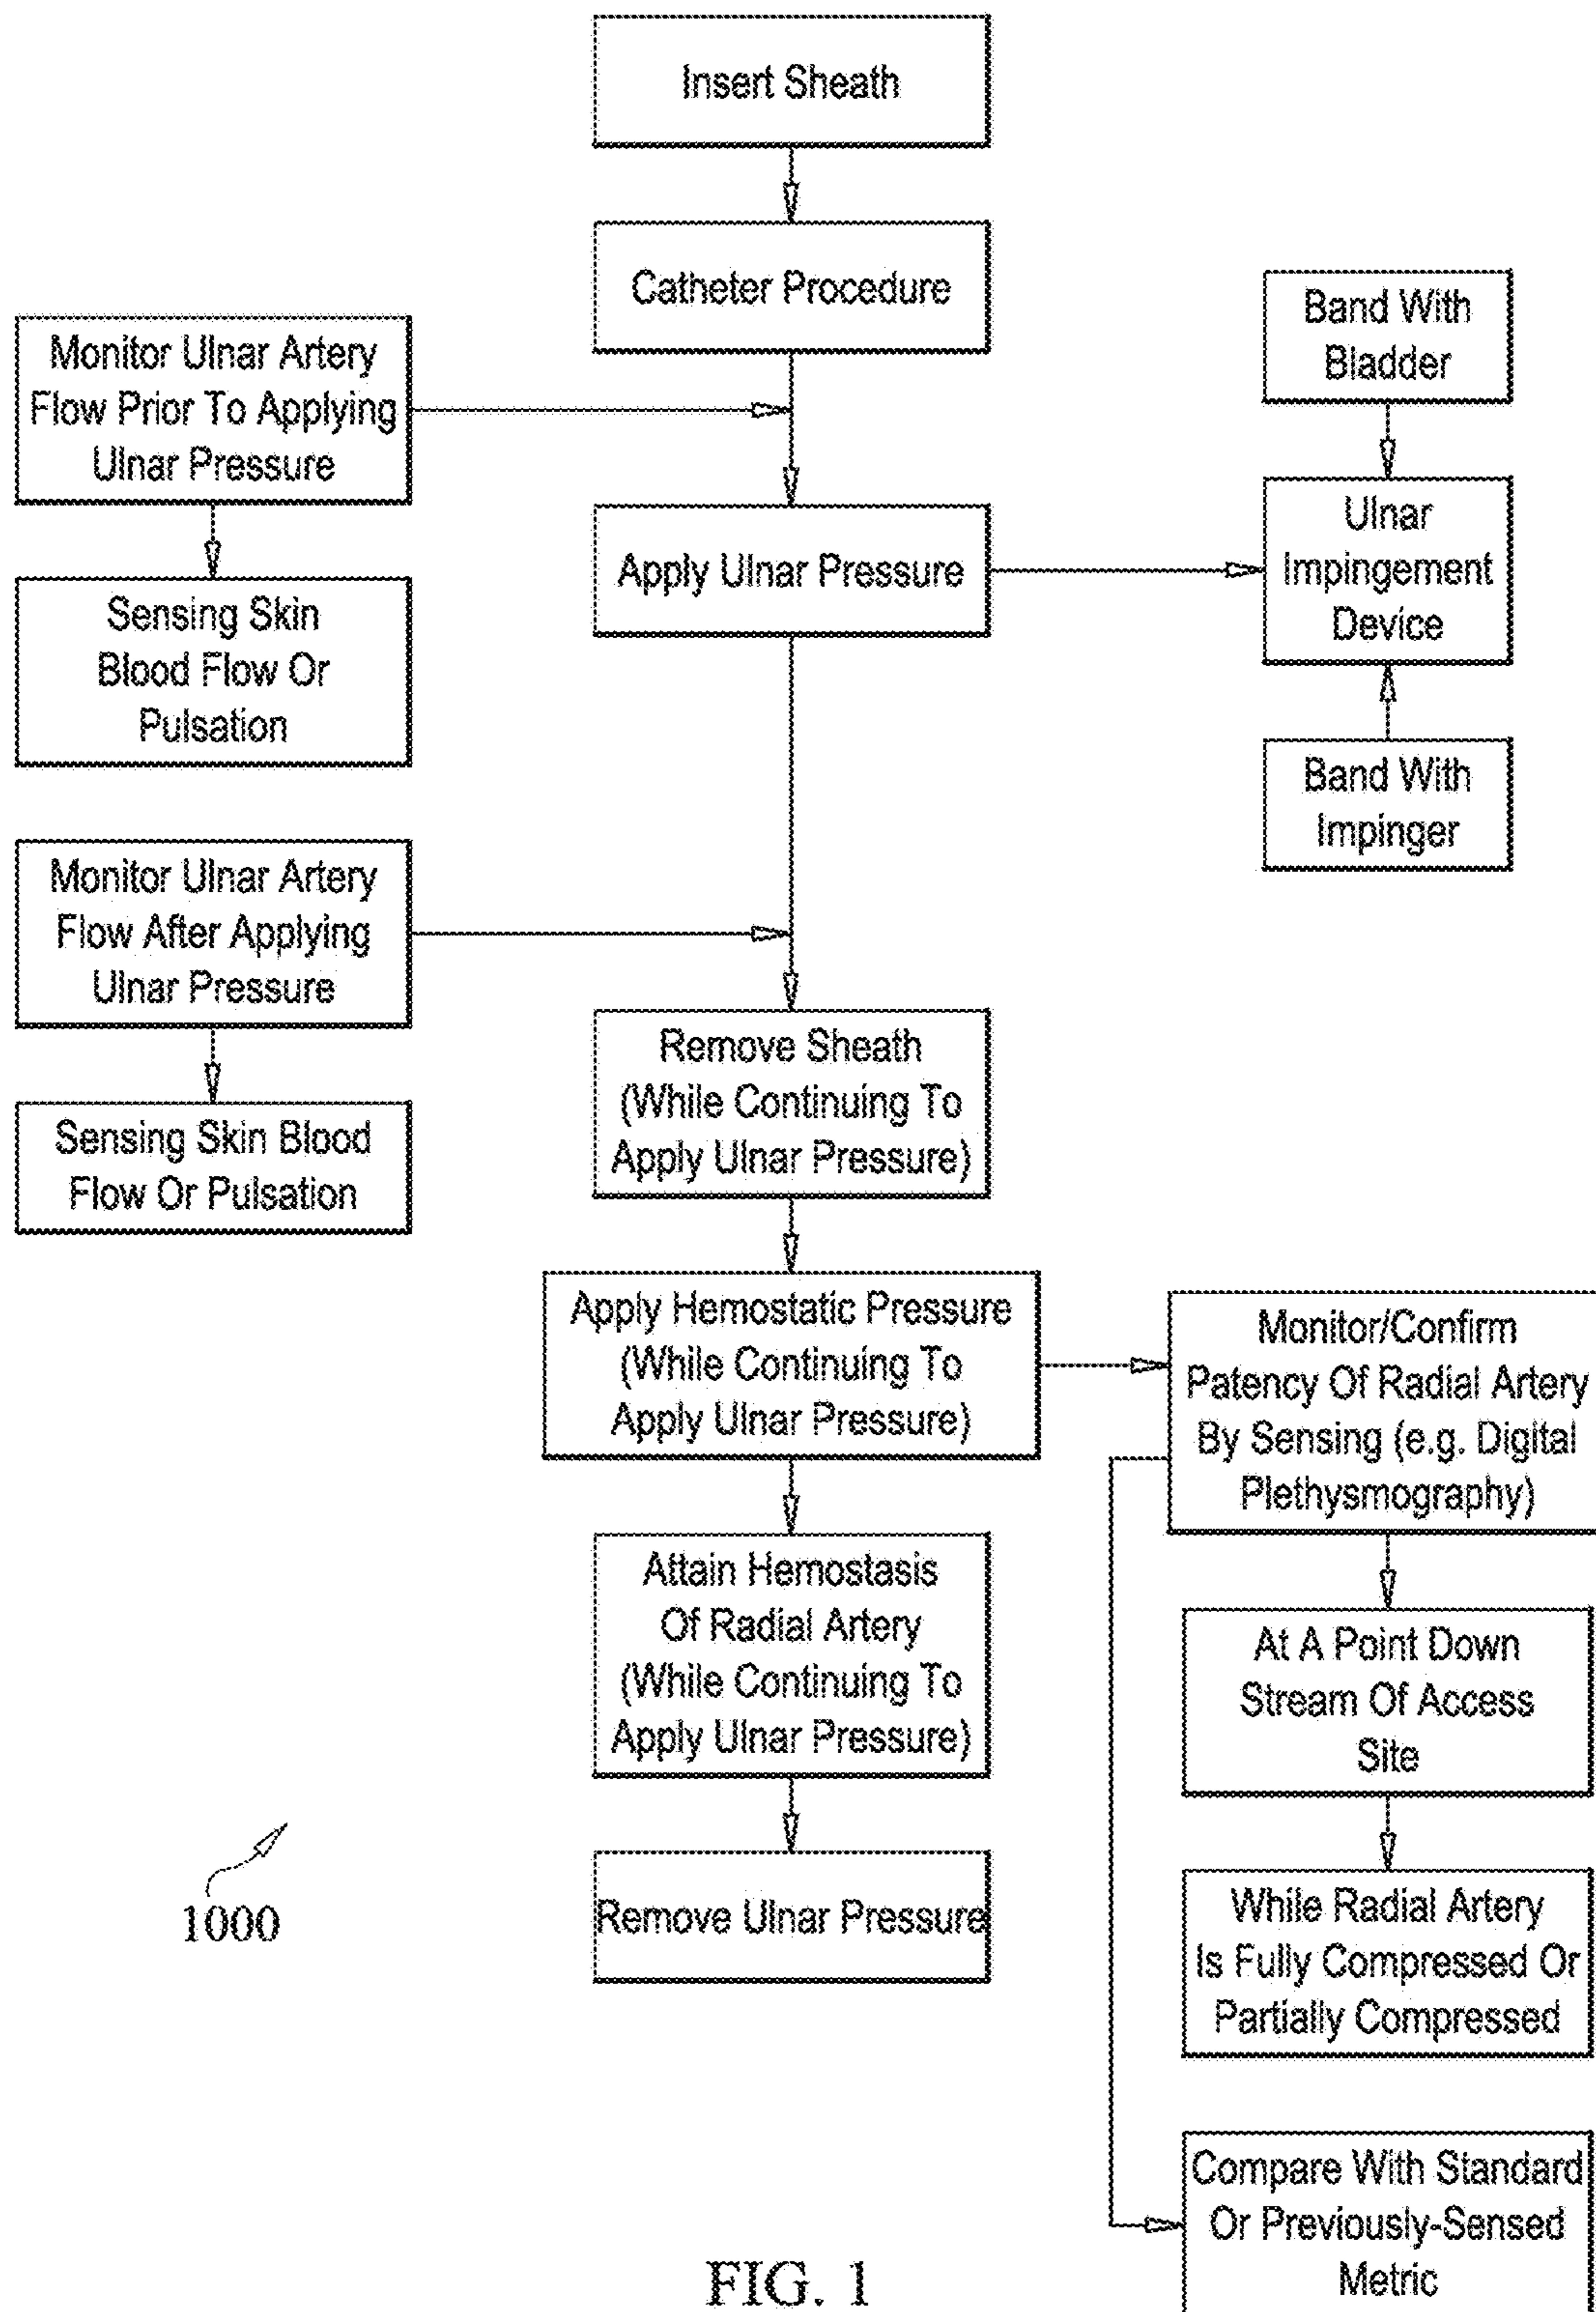 Insert Sheath
Catheter Procedure
Monitor Ulnar Artery
Flow Prior To Applying
Ulnar Pressure
Band With
Bladder
Apply Ulnar Pressure
Ulnar
Impingement
Device
Sensing Skin
Blood Flow Or
Pulsation
Band With
Impinger
Monitor Ulnar Artery
Flow After Applying
Ulnar Pressure
Remove Sheath
(While Continuing To
Apply Ulnar Pressure)
Sensing Skin Blood
Flow Or Pulsation
Apply Hemostatic Pressure
(While Continuing To
Apply Ulnar Pressure)
Monitor/Confirm
Patency Of Radial Artery
By Sensing (e.g. Digital
Plethysmography)
Attain Hemostasis
Of Radial Artery
(While Continuing To
Apply Ulnar Pressure)
At A Point Down
Stream Of Access
Site
Remove Ulnar Pressure
While Radial Artery
Is Fully Compressed Or
Partially Compressed
1000
Compare With Standard
Or Previously-Sensed
Metric
FIG. 1